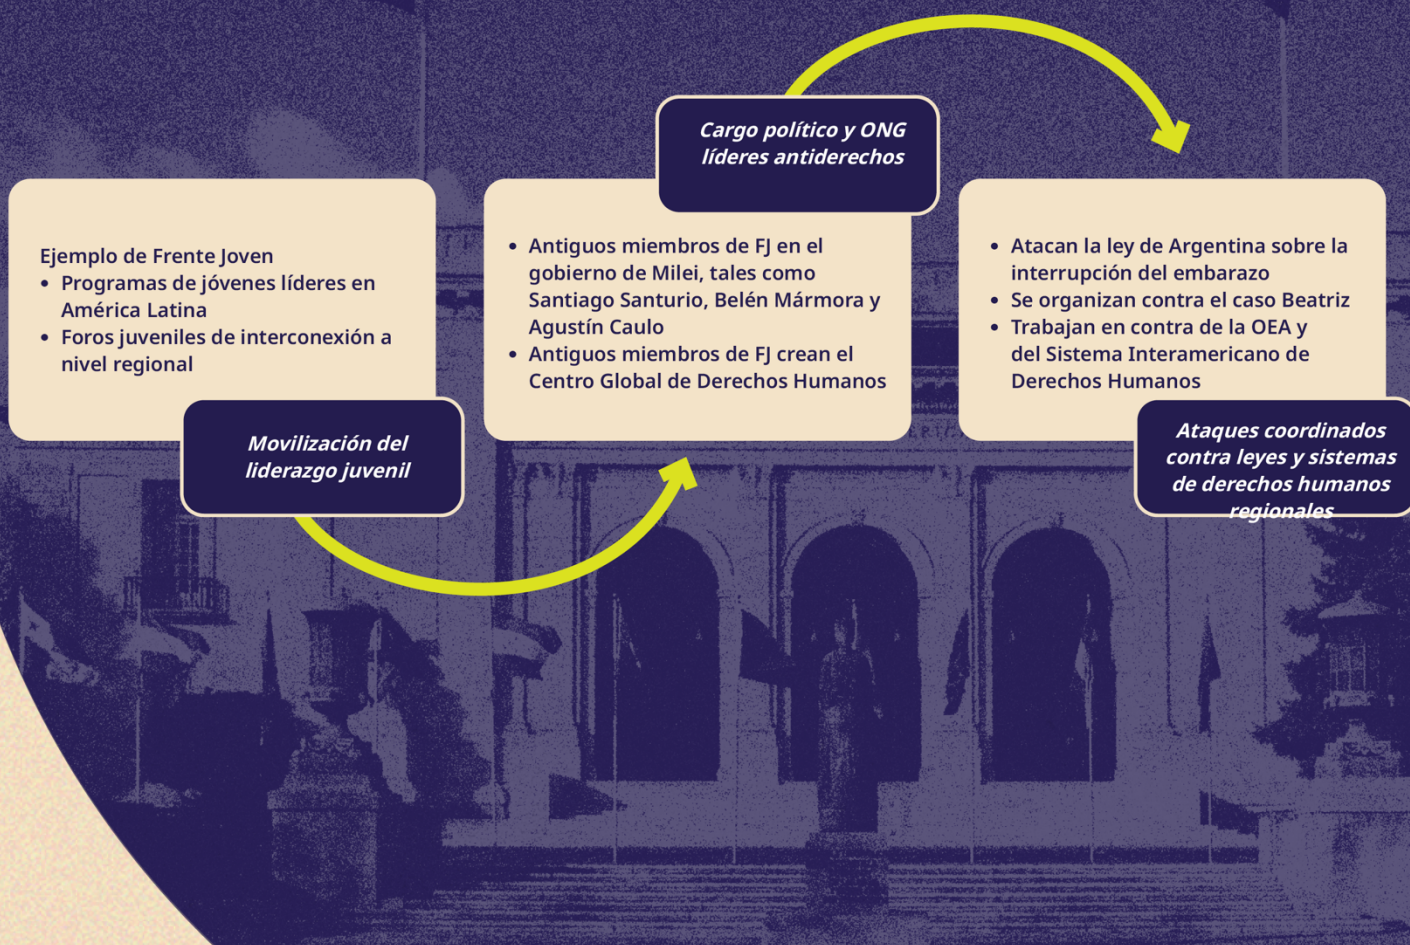 Ejemplo de Frente Joven
• Programas de jóvenes líderes en
América Latina
• Foros juveniles de interconexión a
nivel regional
Movilización del
liderazgo juvenil
Cargo político y ONG
líderes antiderechos
• Antiguos miembros de FJ en el
gobierno de Milei, tales como
Santiago Santurio, Belén Mármora y
Agustín Caulo
• Antiguos miembros de FJ crean el
Centro Global de Derechos Humanos
• Atacan la ley de Argentina sobre la
interrupción del embarazo
• Se organizan contra el caso Beatriz
• Trabajan en contra de la OEA y
del Sistema Interamericano de
Derechos Humanos
Ataques coordinados
contra leyes y sistemas
de derechos humanos
regionales